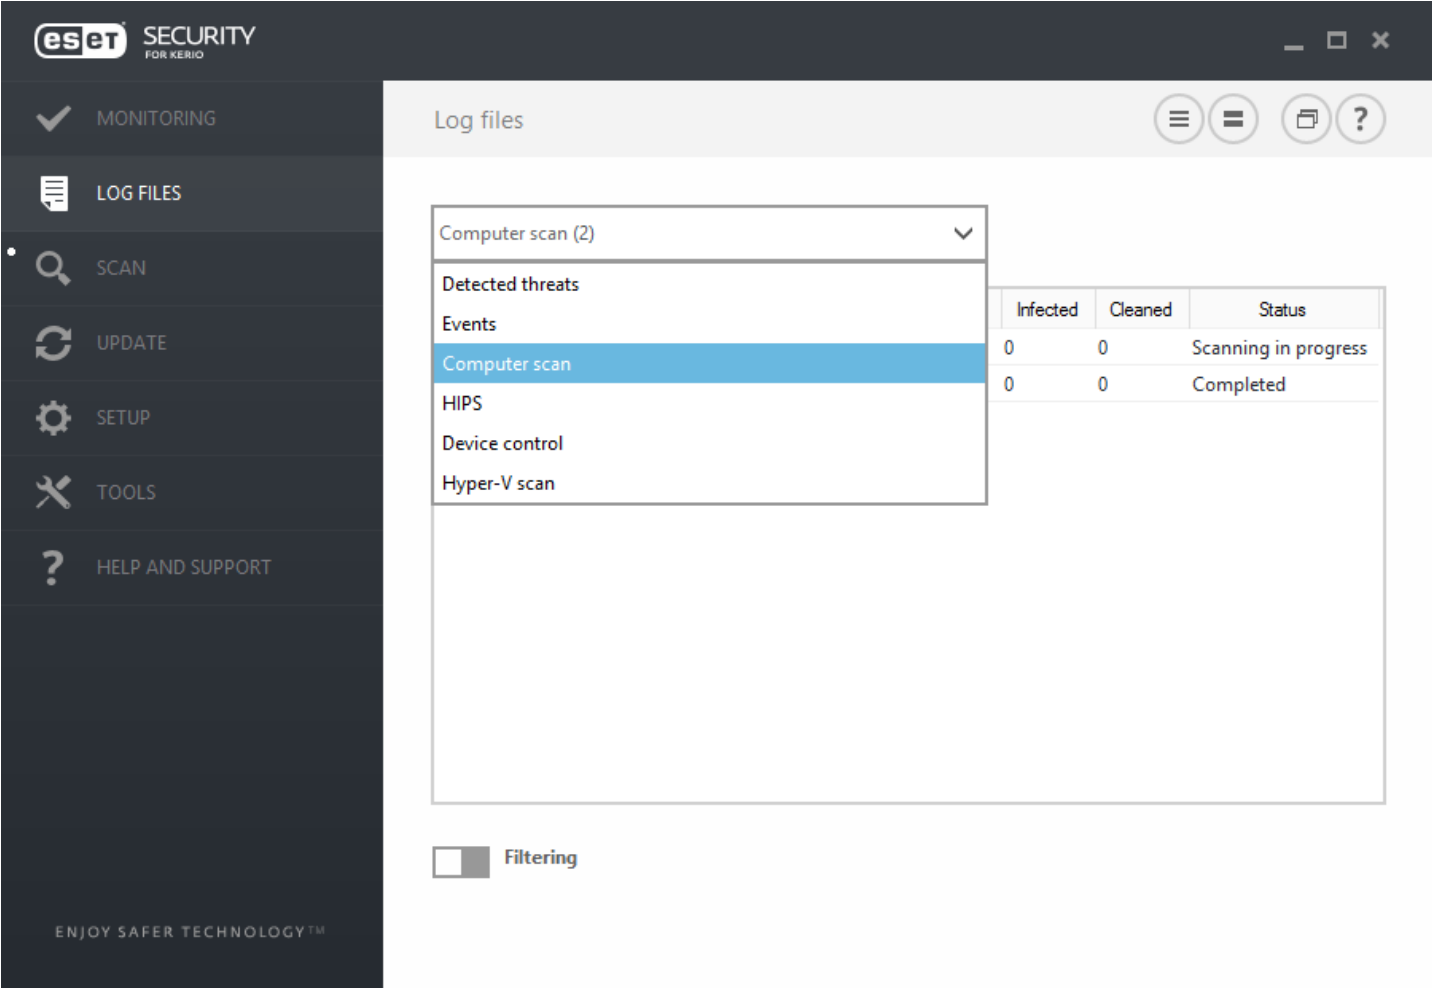 eset SECURITY
FOR KERIO
MONITORING
LOG FILES
SCAN
UPDATE
SETUP
TOOLS
HELP AND SUPPORT
ENJOY SAFER TECHNOLOGY™
Log files
?
Computer scan (2)
Detected threats
Events
Computer scan
HIPS
Device control
Hyper-V scan
Infected Cleaned Status
0 0 Scanning in progress
0 0 Completed
Filtering